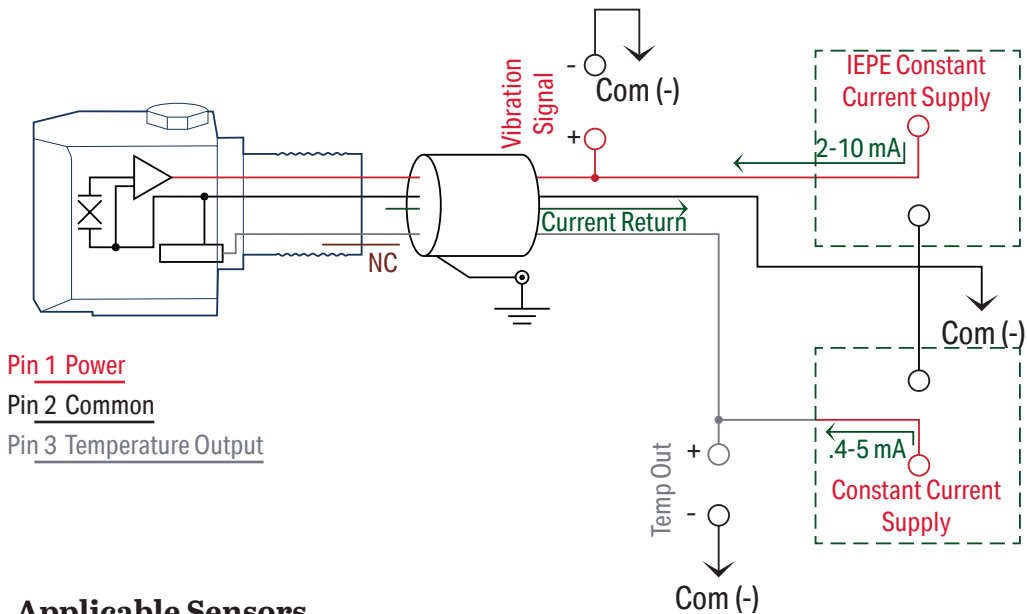 -
Com (-)
Vibration
Signal
+
IEPE Constant
Current Supply
2-10 mA
Current Return
NC
Com (-)
Pin 1 Power
Pin 2 Common
Pin 3 Temperature Output
Temp Out
+
-
.4-5 mA
Constant Current
Supply
Com (-)
Applicable Sensors